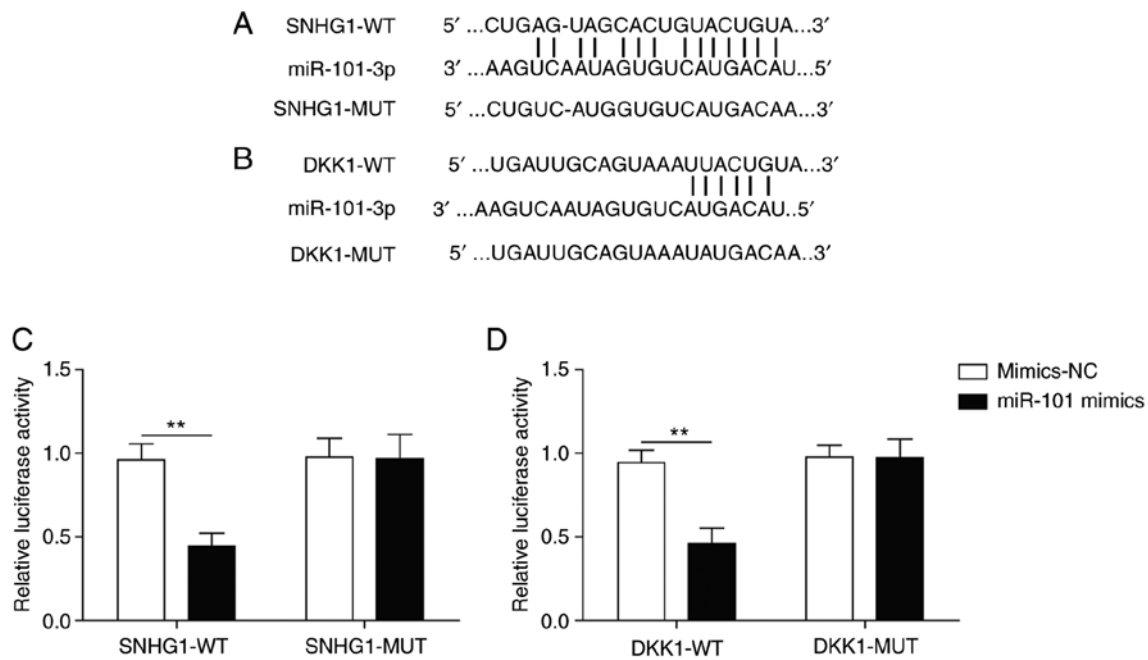 A
SNHG1-WT 5′ ...CUGAG-UAGCACUGUACUGUA...3′
miR-101-3p 3′ ...AAGUCAAUAGUGUCAUGACAU...5′
SNHG1-MUT 5′ ...CUGUC-AUGGUGUCAUGACAA...3′
B
DKK1-WT 5′ ...UGAUUGCAGUAAAUUACUGUA...3′
miR-101-3p 3′ ...AAGUCAAUAGUGUCAUGACAU..5′
DKK1-MUT 5′ ...UGAUUGCAGUAAAUAUGACAA...3′
C
Relative luciferase activity
1.5
1.0
0.5
0.0
**
SNHG1-WT SNHG1-MUT
D
Relative luciferase activity
1.5
1.0
0.5
0.0
**
DKK1-WT DKK1-MUT
Mimics-NC
miR-101 mimics